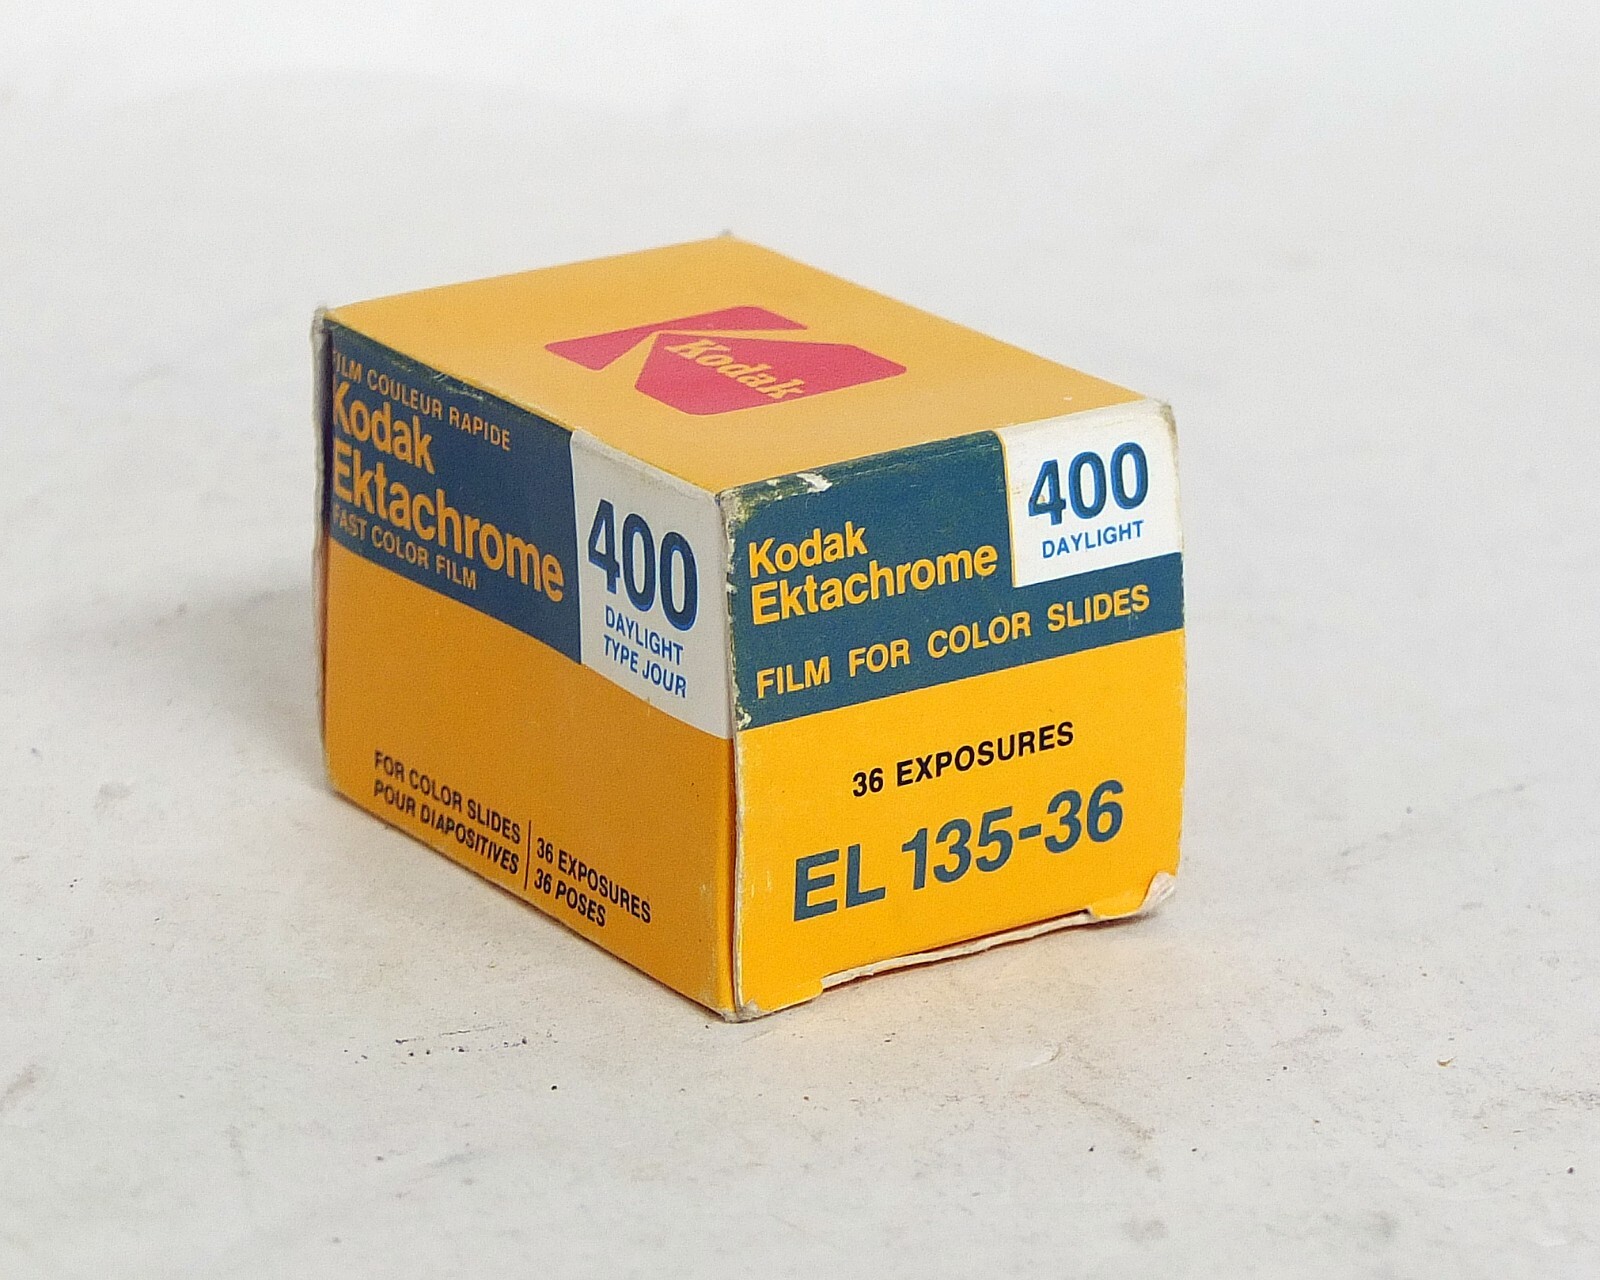 Kodak
FILM COULEUR RAPIDE
Kodak
Ektachrome
FAST COLOR FILM
400
DAYLIGHT
TYPE JOUR
FOR COLOR SLIDES
POUR DIAPOSITIVES
36 EXPOSURES
36 POSES
Kodak
Ektachrome
400
DAYLIGHT
FILM FOR COLOR SLIDES
36 EXPOSURES
EL 135-36